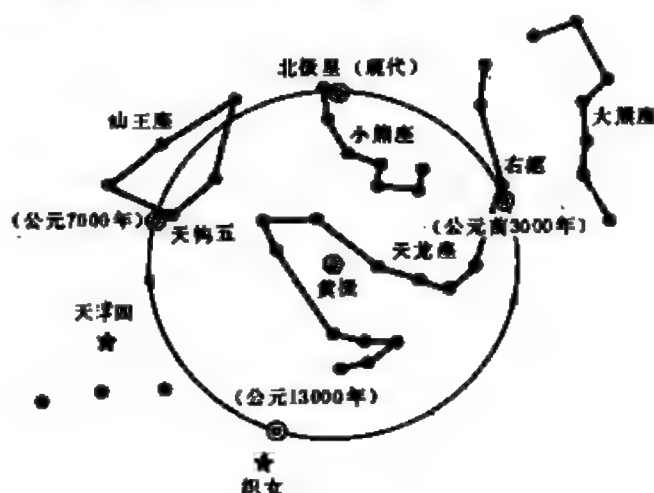 北极星（现代）
仙王座
小熊座
大熊座
右枢
(公元7000年)
天钩五
(公元前3000年)
天龙座
黄极
天津四
(公元13000年)
织女